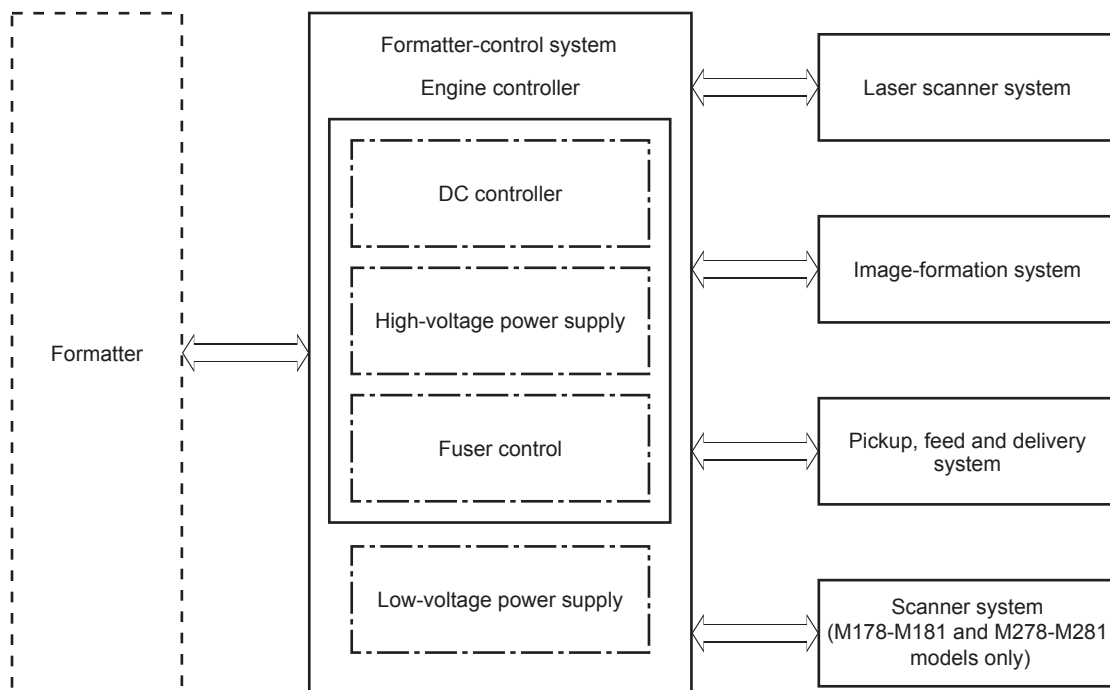 Formatter
Formatter-control system
Engine controller
DC controller
High-voltage power supply
Fuser control
Low-voltage power supply
Laser scanner system
Image-formation system
Pickup, feed and delivery
system
Scanner system
(M178-M181 and M278-M281
models only)